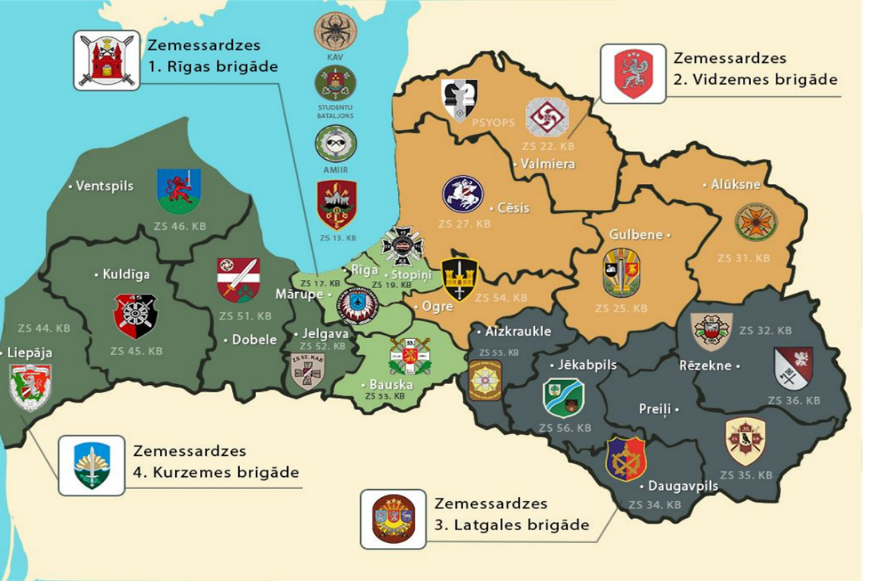 Zemessardzes
1. Rīgas brigāde
KAV
STUDENTU
BATALJONS
AMIIR
ZS 13. KB
Zemessardzes
2. Vidzemes brigāde
PSYOPS
ZS 22. KB
Valmiera
Ventspils
ZS 46. KB
Cēsis
ZS 27. KB
Alūksne
ZS 31. KB
Gulbene
ZS 25. KB
Kuldīga
45
ZS 45. KB
ZS 51. KB
Dobele
ZS 17. KB
Mārupe
Rīga
Stopiņi
ZS 19. KB
Ogre
ZS 54. KB
ZS 44. KB
Liepāja
Jelgava
ZS 52. KB
ZS 52. KAB
53.
Bauska
ZS 53. KB
Aizkraukle
ZS 55. KB
Jēkabpils
ZS 56. KB
ZS 32. KB
Rēzekne
ZS 36. KB
Preiļi
ZS 35. KB
Daugavpils
ZS 34. KB
Zemessardzes
4. Kurzemes brigāde
Zemessardzes
3. Latgales brigāde